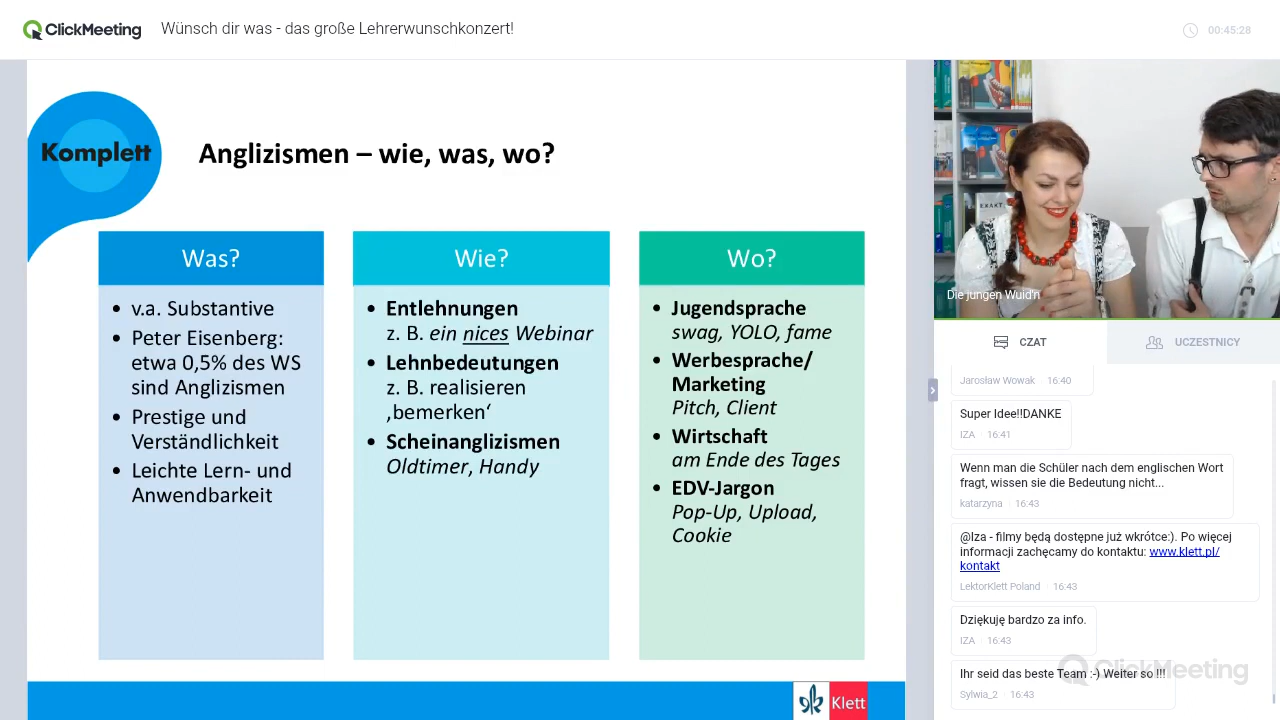 ClickMeeting
Wünsch dir was - das große Lehrerwunschkonzert!
00:45:28
Komplett
Anglizismen – wie, was, wo?
Was?
v.a. Substantive
Peter Eisenberg:
etwa 0,5% des WS
sind Anglizismen
Prestige und
Verständlichkeit
Leichte Lern- und
Anwendbarkeit
Wie?
Entlehnungen
z. B. ein nices Webinar
Lehnbedeutungen
z. B. realisieren
‚bemerken‘
Scheinanglizismen
Oldtimer, Handy
Wo?
Jugendsprache
swag, YOLO, fame
Werbesprache/
Marketing
Pitch, Client
Wirtschaft
am Ende des Tages
EDV-Jargon
Pop-Up, Upload,
Cookie
Klett
EXAKT.
Die jungen Wuid'n
CZAT
UCZESTNICY
Jarosław Wowak 16:40
Super Idee!!DANKE
IZA 16:41
Wenn man die Schüler nach dem englischen Wort
fragt, wissen sie die Bedeutung nicht...
katarzyna 16:43
@Iza - filmy będą dostępne już wkrótce:). Po więcej
informacji zachęcamy do kontaktu: www.klett.pl/
kontakt
LektorKlett Poland 16:43
Dziękuję bardzo za info.
IZA 16:43
Ihr seid das beste Team :-) Weiter so !!!
Sylwia_2 16:43
ClickMeeting